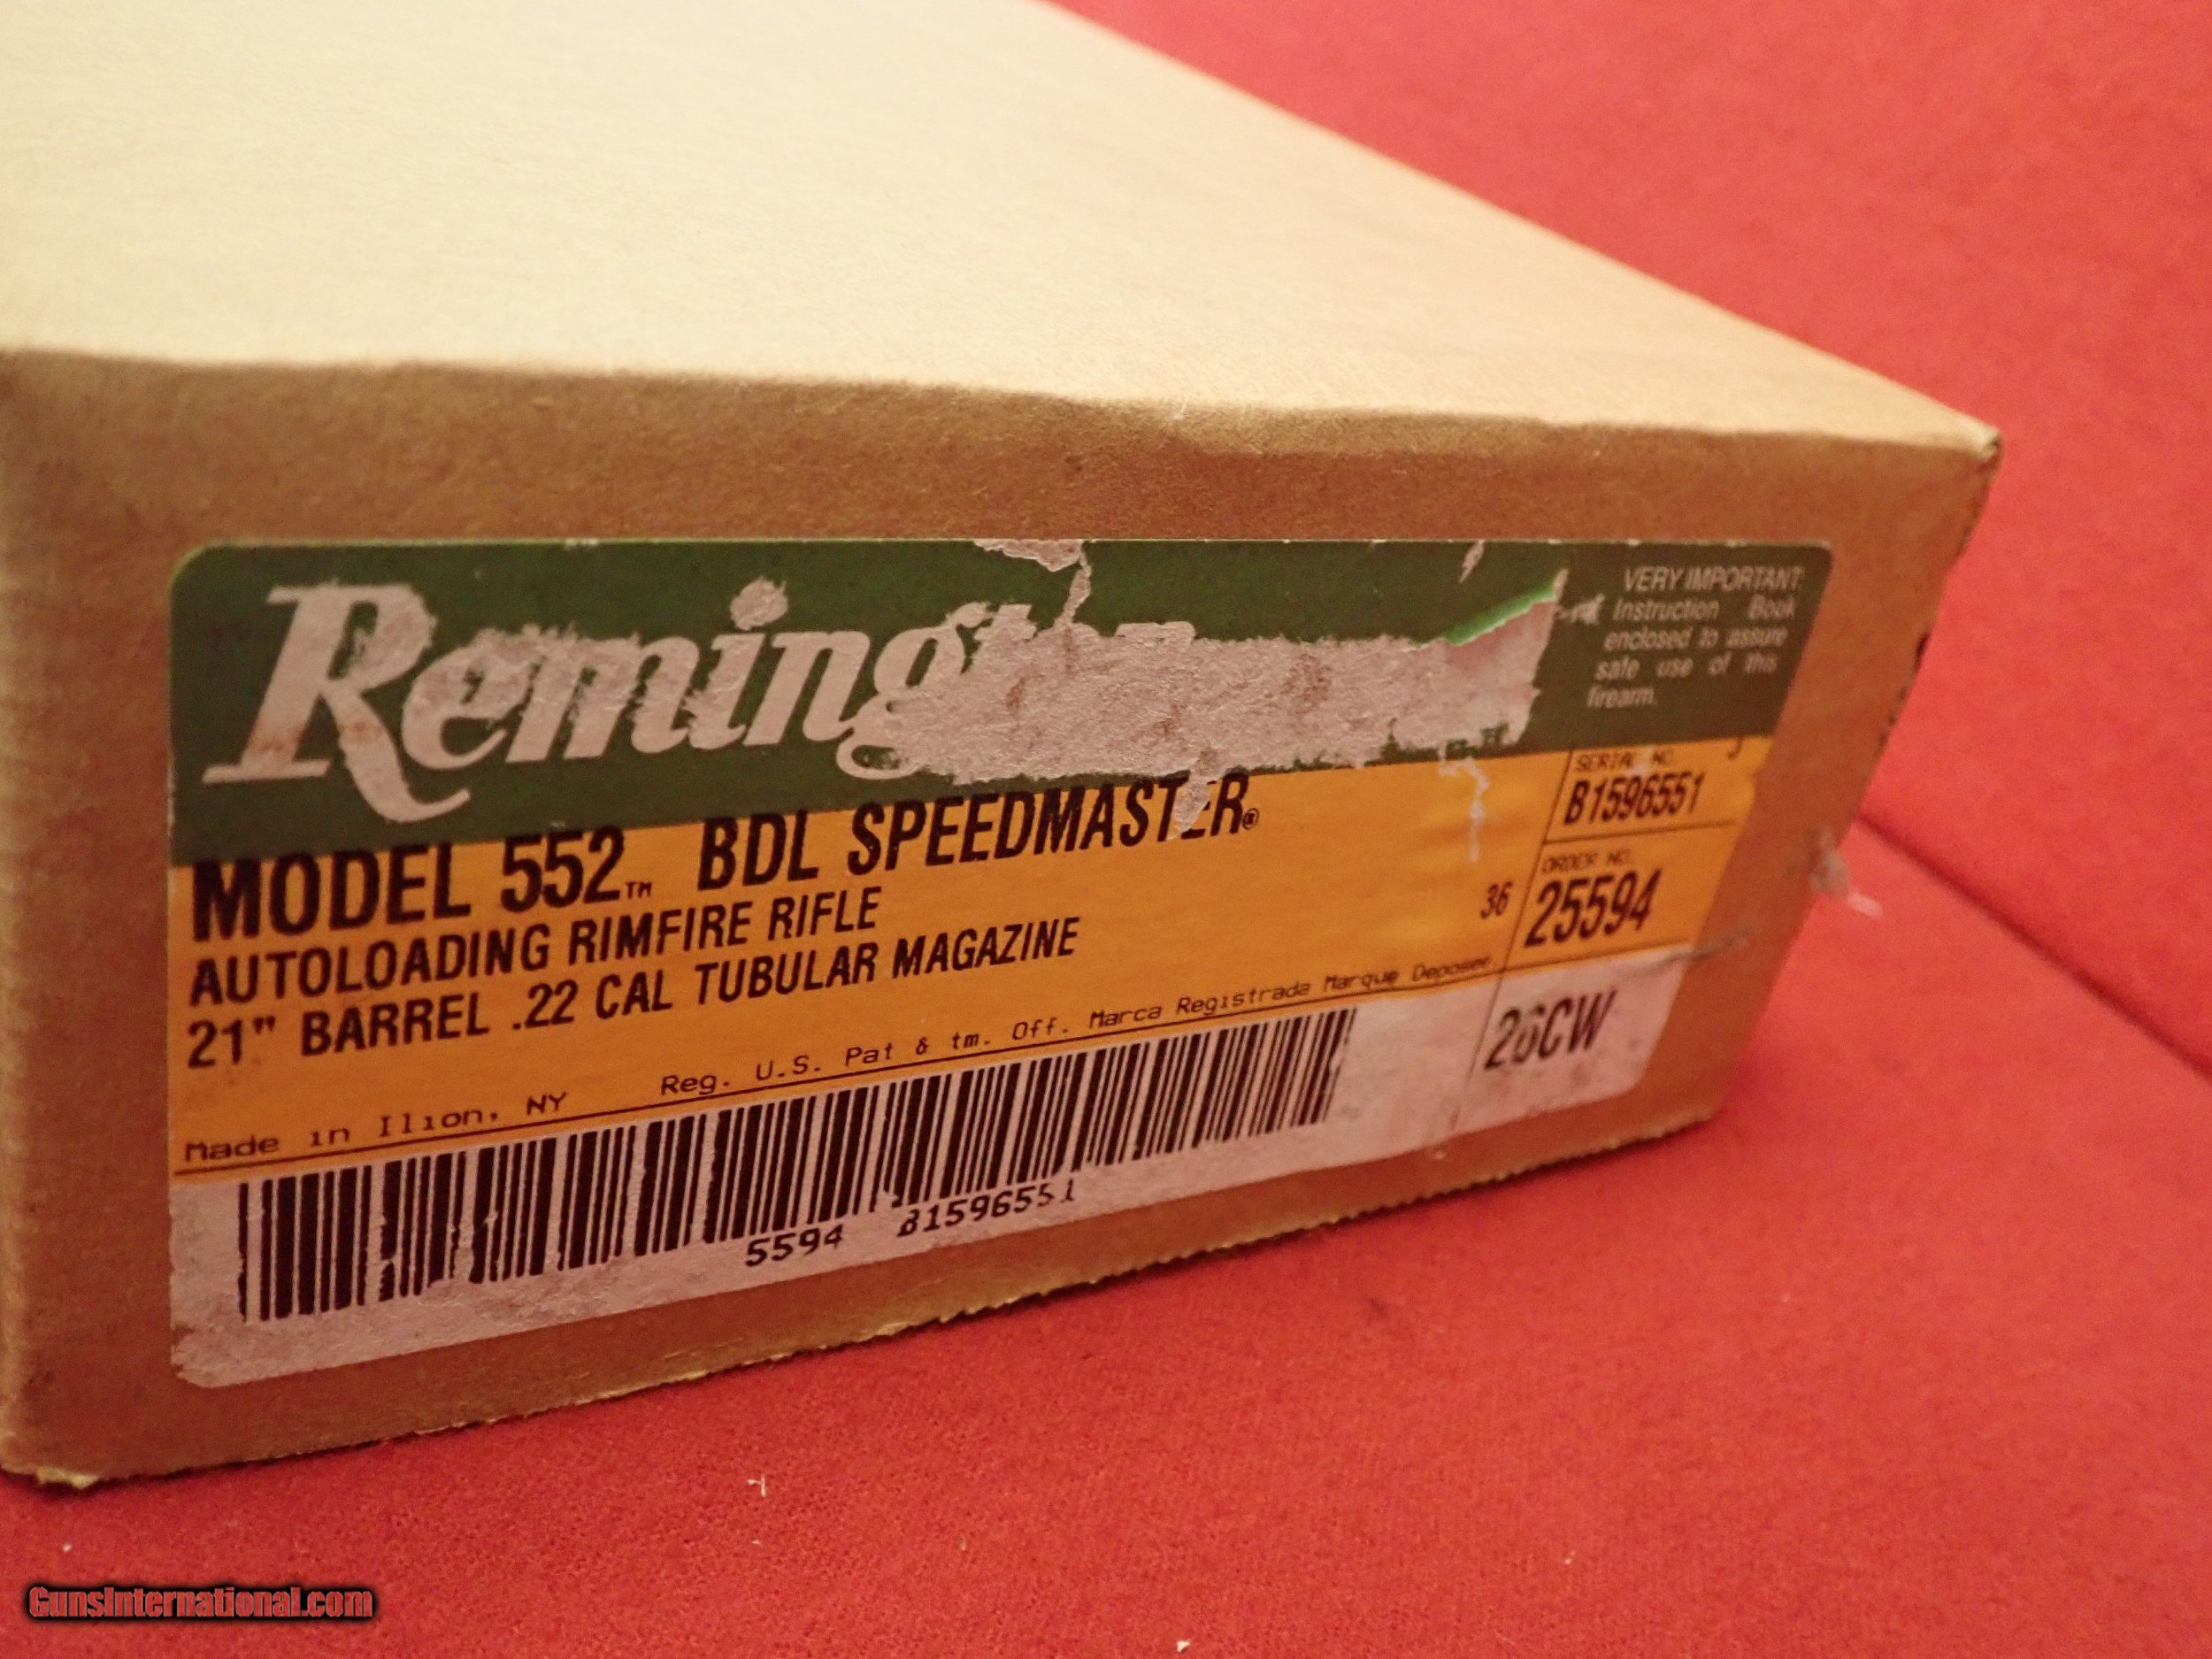 Remington
VERY IMPORTANT:
Instruction Book
enclosed to assure
safe use of this
firearm.
MODEL 552™ BDL SPEEDMASTER®
AUTOLOADING RIMFIRE RIFLE
21" BARREL .22 CAL TUBULAR MAGAZINE
36
SERIAL NO.
B1596551
ORDER NO.
25594
Made in Ilion, NY Reg. U.S. Pat & tm. Off. Marca Registrada Marque Deposee
26CW
5594 B1596551
GunsInternational.com